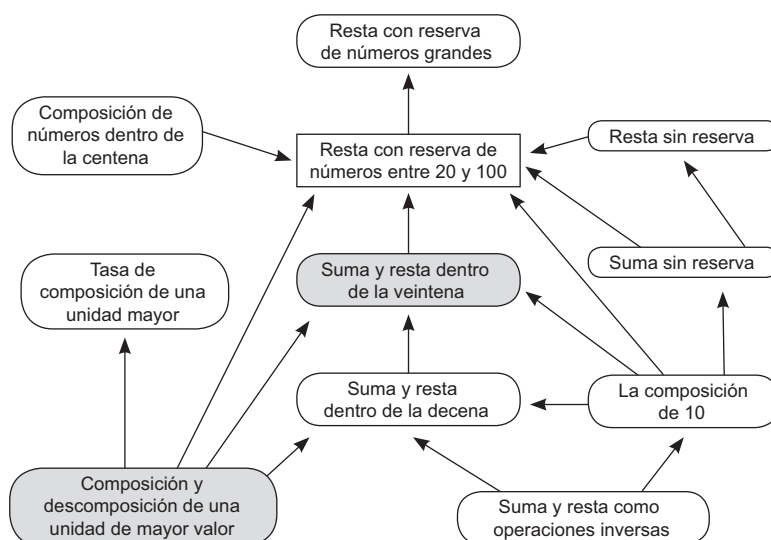 Resta con reserva
de números grandes
Composición de
números dentro de
la centena
Resta con reserva de
números entre 20 y 100
Resta sin reserva
Tasa de
composición de una
unidad mayor
Suma y resta dentro
de la veintena
Suma sin reserva
Suma y resta
dentro de la decena
La composición
de 10
Composición y
descomposición de una
unidad de mayor valor
Suma y resta como
operaciones inversas